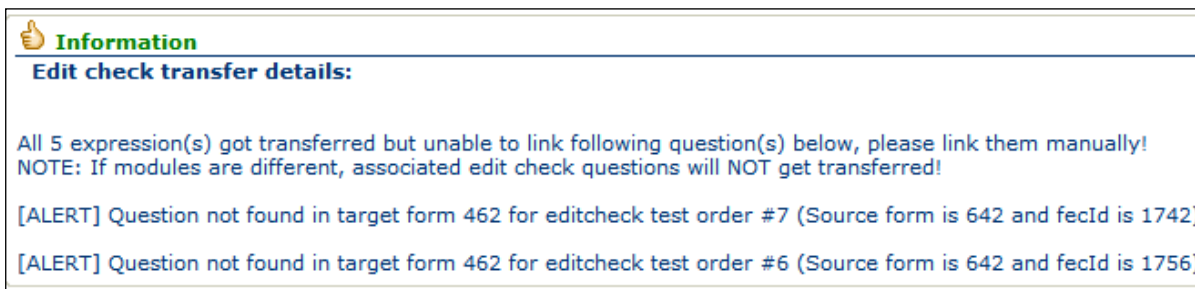 Information
Edit check transfer details:
All 5 expression(s) got transferred but unable to link following question(s) below, please link them manually!
NOTE: If modules are different, associated edit check questions will NOT get transferred!
[ALERT] Question not found in target form 462 for editcheck test order #7 (Source form is 642 and fecId is 1742)
[ALERT] Question not found in target form 462 for editcheck test order #6 (Source form is 642 and fecId is 1756)